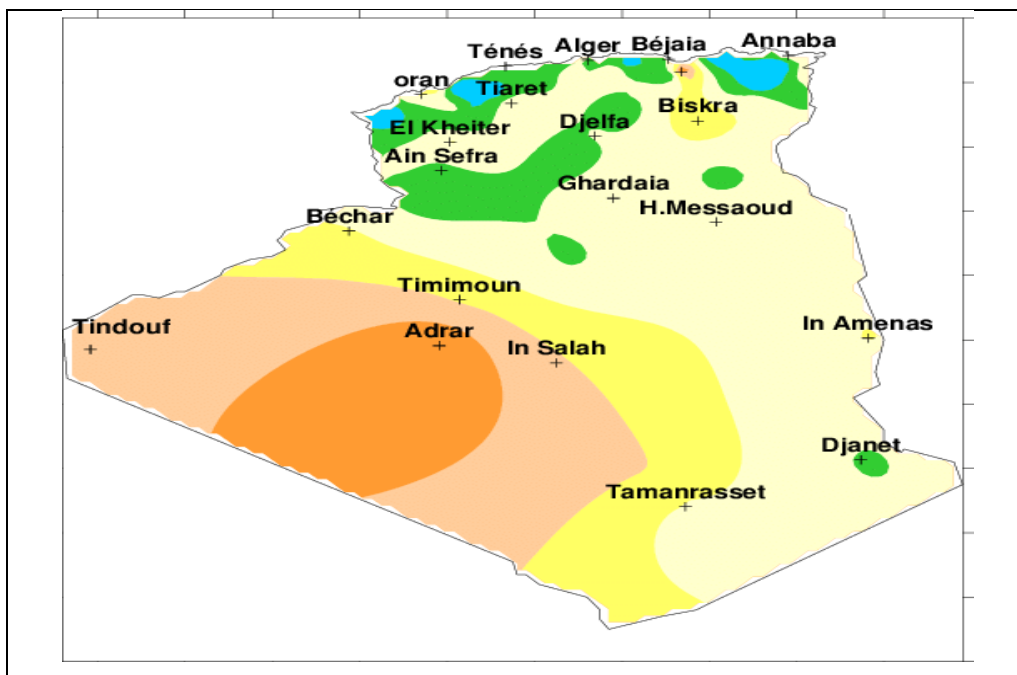 Ténés Alger Béjaia Annaba
oran
Tiaret
Biskra
El Kheiter Djelfa
Ain Sefra
Ghardaia
H.Messaoud
Béchar
Timimoun
Tindouf Adrar In Amenas
In Salah
Djanet
Tamanrasset